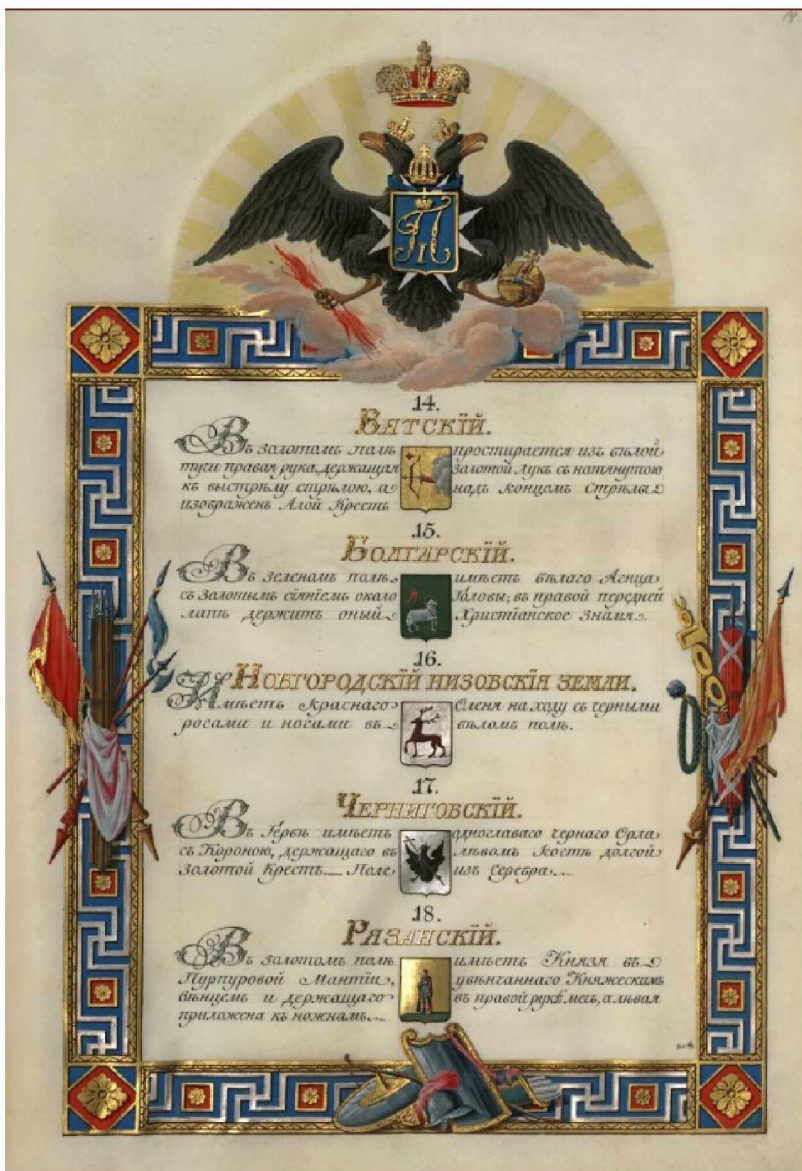 14.
14.
ВЯТСКІЙ.
Въ золотомъ полѣ простирается изъ бѣлой
тучи правая рука, держащая золотой Лукъ съ натянутою
къ выстрѣлу стрѣлою, а надъ концомъ Стрѣлы
изображенъ Алой Крестъ
15.
БОЛГАРСКІЙ.
Въ зеленомъ полѣ имѣетъ бѣлаго Агнца
съ Золотымъ сіяніемъ около Головы; въ правой передней
лапѣ держитъ оный Христіанское знамя.
16.
НОВГОРОДСКІЙ НИЗОВСКІЯ ЗЕМЛИ.
Имѣетъ краснаго Оленя на ходу съ черными
рогами и ногами въ бѣломъ полѣ.
17.
ЧЕРНИГОВСКІЙ.
Въ Гербѣ имѣетъ одноглаваго чернаго Орла
съ Короною, держащаго въ лѣвомъ Когтѣ долгой
Золотой Крестъ Поле изъ Серебра
18.
РЯЗАНСКІЙ.
Въ золотомъ полѣ имѣетъ Князя въ
Пурпуровой Мантіи, увѣнчаннаго Княжескимъ
вѣнцемъ и держащаго въ правой рукѣ мечь, а лѣвая
приложена къ ножнамъ.